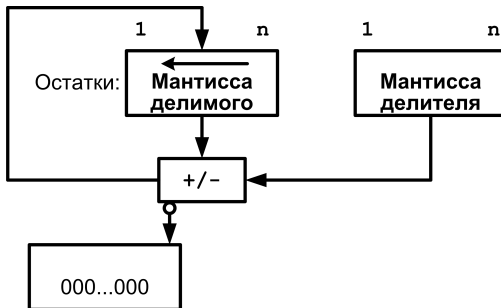 1 n 1 n
Остатки:
Мантисса
делимого
Мантисса
делителя
+/-
000...000